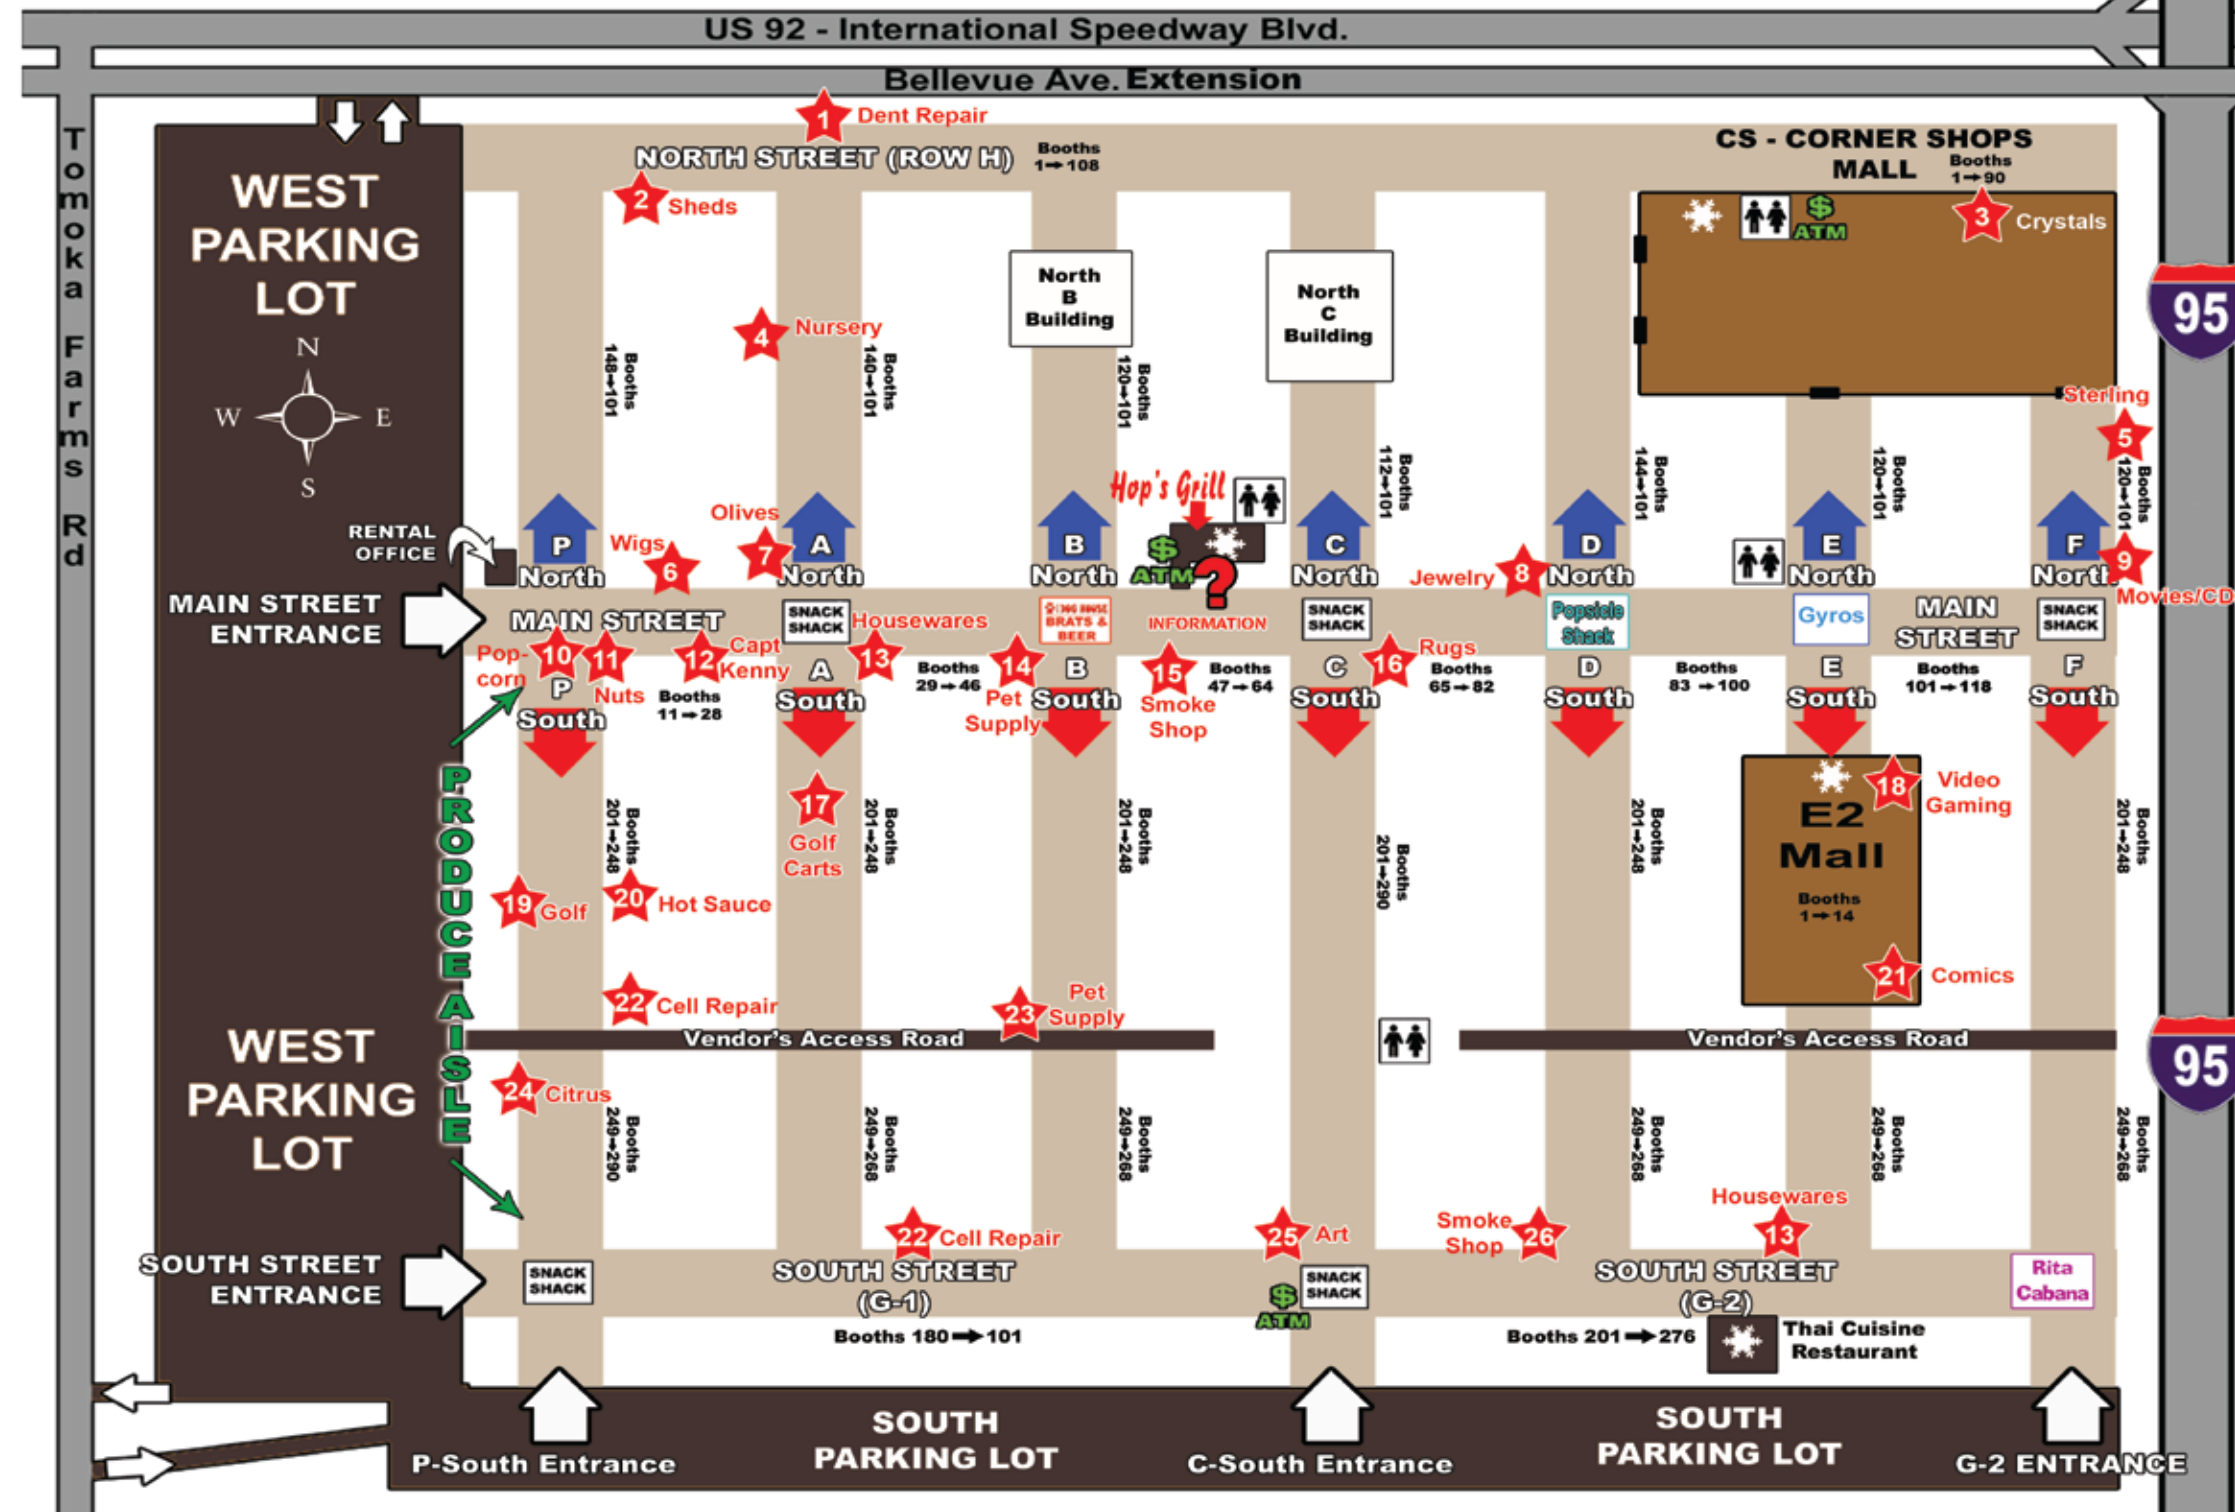 US 92 - International Speedway Blvd.
Bellevue Ave. Extension
Tomoka Farms Rd
1 Dent Repair
NORTH STREET (ROW H)
Booths
1→108
CS - CORNER SHOPS
MALL
Booths
1→90
WEST
PARKING
LOT
2 Sheds
$
ATM
3 Crystals
North
B
Building
North
C
Building
95
N
W E
S
4 Nursery
Booths
148→101
Booths
140→101
Booths
120→101
Booths
112→101
Booths
144→101
Booths
120→101
Sterling
5
Booths
120→101
Hop's Grill
RENTAL
OFFICE
Wigs
6
Olives
7
$
ATM
?
INFORMATION
Jewelry 8
9
Movies/CD
P
North
A
North
B
North
C
North
D
North
E
North
F
North
MAIN STREET
ENTRANCE
MAIN STREET
SNACK
SHACK
DOG HOUSE
BRATS &
BEER
SNACK
SHACK
Popsicle
Shack
Gyros
MAIN
STREET
SNACK
SHACK
Pop-
corn
10
11
Nuts
12
Capt
Kenny
Housewares
13
14
Pet
Supply
15
Smoke
Shop
16
Rugs
Booths
11→28
Booths
29→46
Booths
47→64
Booths
65→82
Booths
83→100
Booths
101→118
P
South
A
South
B
South
C
South
D
South
E
South
F
South
PRODUCE AISLE
17
Golf
Carts
18
Video
Gaming
E2
Mall
Booths
1→14
Booths
201→248
Booths
201→248
Booths
201→248
Booths
201→290
Booths
201→248
Booths
201→248
19 Golf
20 Hot Sauce
21 Comics
22 Cell Repair
23
Pet
Supply
Vendor's Access Road
Vendor's Access Road
95
WEST
PARKING
LOT
24 Citrus
Booths
249→290
Booths
249→268
Booths
249→268
Booths
249→268
Booths
249→268
Booths
249→268
22 Cell Repair
25 Art
Smoke
Shop
26
Housewares
13
SOUTH STREET
ENTRANCE
SNACK
SHACK
SOUTH STREET
(G-1)
Booths 180→101
$
ATM
SNACK
SHACK
SOUTH STREET
(G-2)
Booths 201→276
Thai Cuisine
Restaurant
Rita
Cabana
P-South Entrance
SOUTH
PARKING LOT
C-South Entrance
SOUTH
PARKING LOT
G-2 ENTRANCE